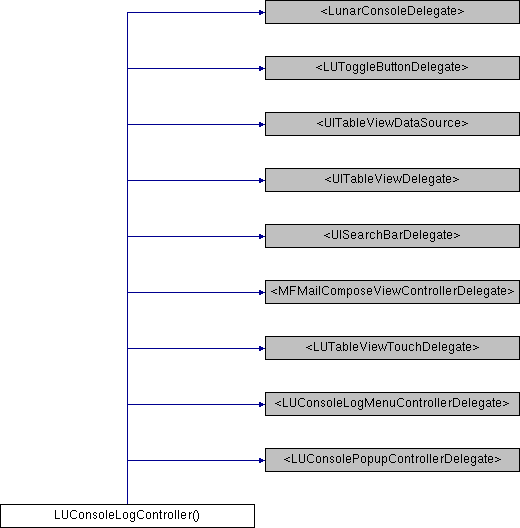 <LunarConsoleDelegate>
<LUToggleButtonDelegate>
<UITableViewDataSource>
<UITableViewDelegate>
<UISearchBarDelegate>
<MFMailComposeViewControllerDelegate>
<LUTableViewTouchDelegate>
<LUConsoleLogMenuControllerDelegate>
<LUConsolePopupControllerDelegate>
LUConsoleLogController()